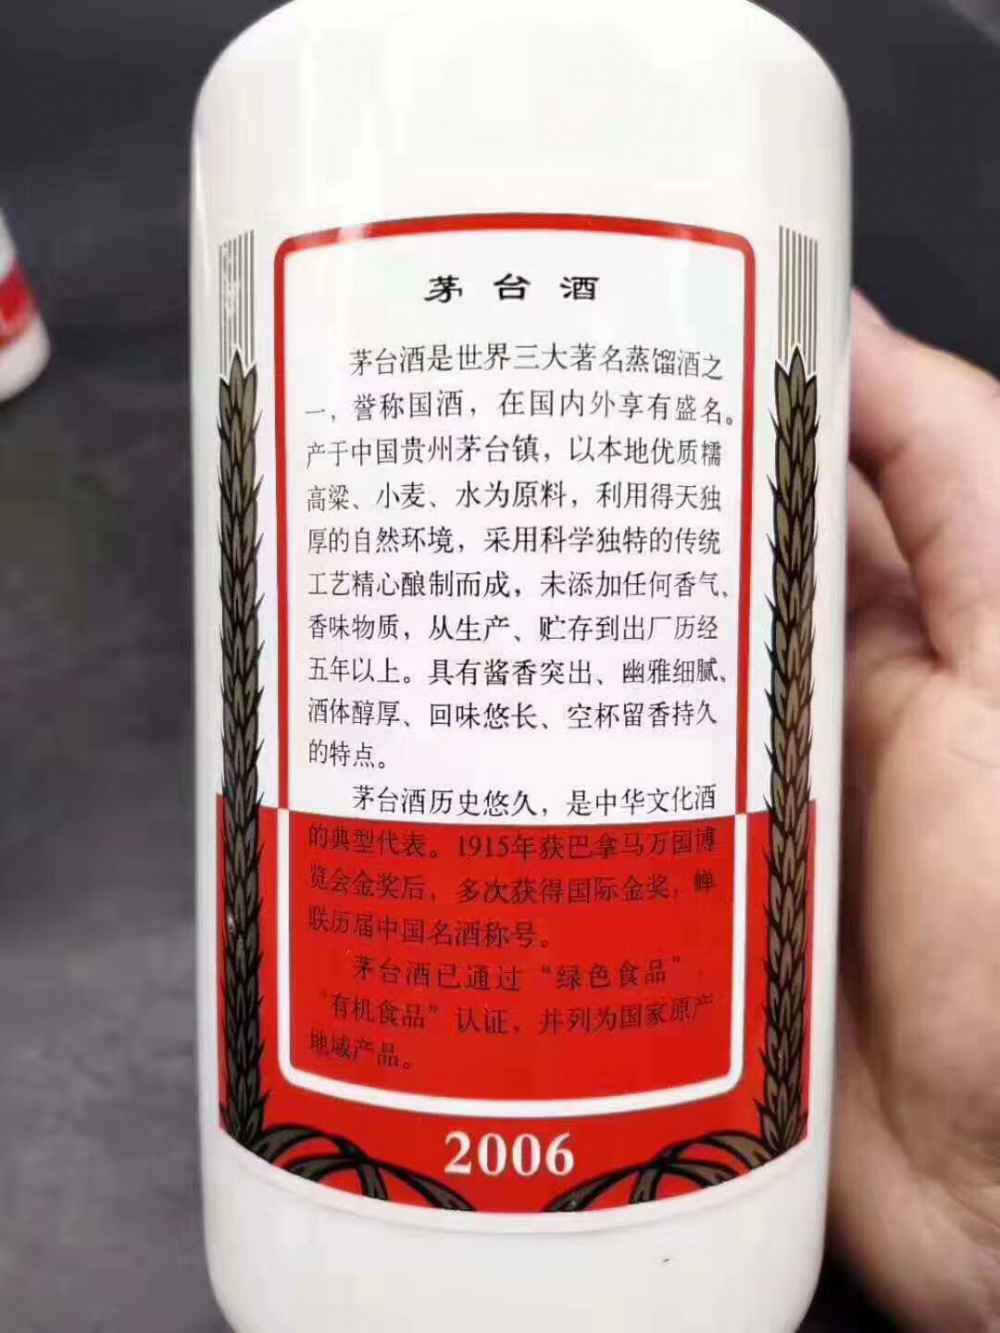 茅台酒
茅台酒是世界三大著名蒸馏酒之
一，誉称国酒，在国内外享有盛名。
产于中国贵州茅台镇，以本地优质糯
高粱、小麦、水为原料，利用得天独
厚的自然环境，采用科学独特的传统
工艺精心酿制而成，未添加任何香气、
香味物质，从生产、贮存到出厂历经
五年以上。具有酱香突出、幽雅细腻、
酒体醇厚、回味悠长、空杯留香持久
的特点。
茅台酒历史悠久，是中华文化酒
的典型代表。1915年获巴拿马万国博
览会金奖后，多次获得国际金奖，蝉
联历届中国名酒称号。
茅台酒已通过“绿色食品”、
“有机食品”认证，并列为国家原产
地域产品。
2006